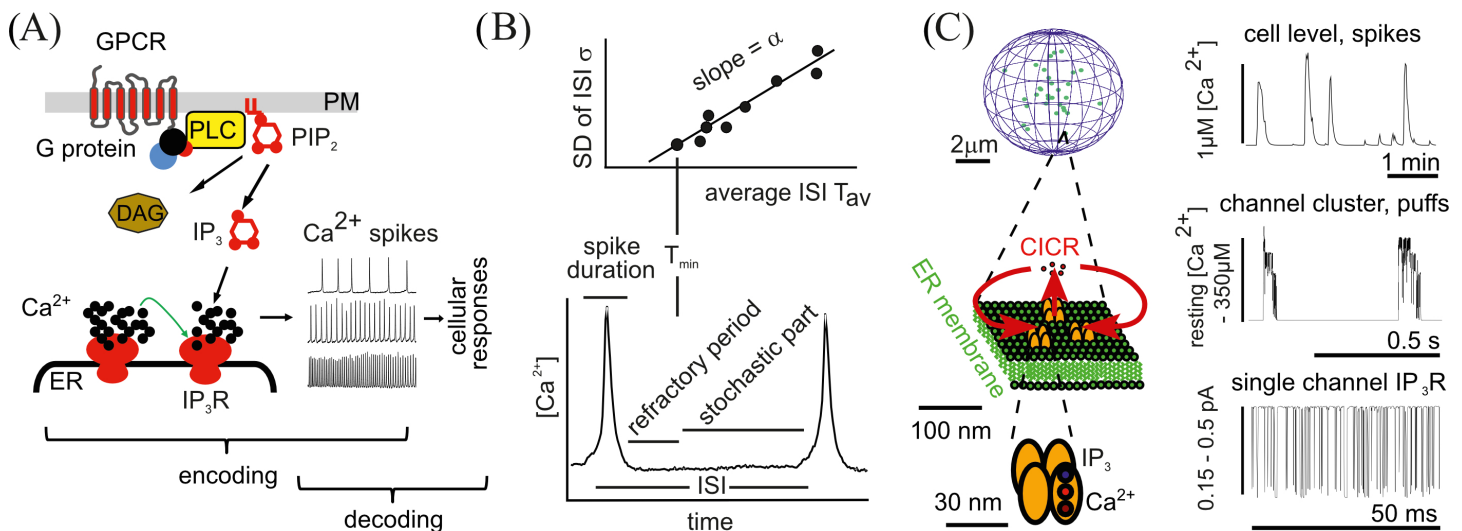 (A)
GPCR
PM
PLC
G protein
PIP2
DAG
IP3
Ca2+ spikes
Ca2+
ER
IP3R
cellular
responses
encoding
decoding
(B)
SD of ISI σ
slope = α
average ISI Tav
spike
duration
Tmin
[Ca2+]
refractory period
stochastic part
ISI
time
(C)
2μm
CICR
ER membrane
100 nm
IP3
Ca2+
30 nm
cell level, spikes
1μM [Ca 2+]
1 min
channel cluster, puffs
resting [Ca2+]
- 350μM
0.5 s
single channel IP3R
0.15 - 0.5 pA
50 ms